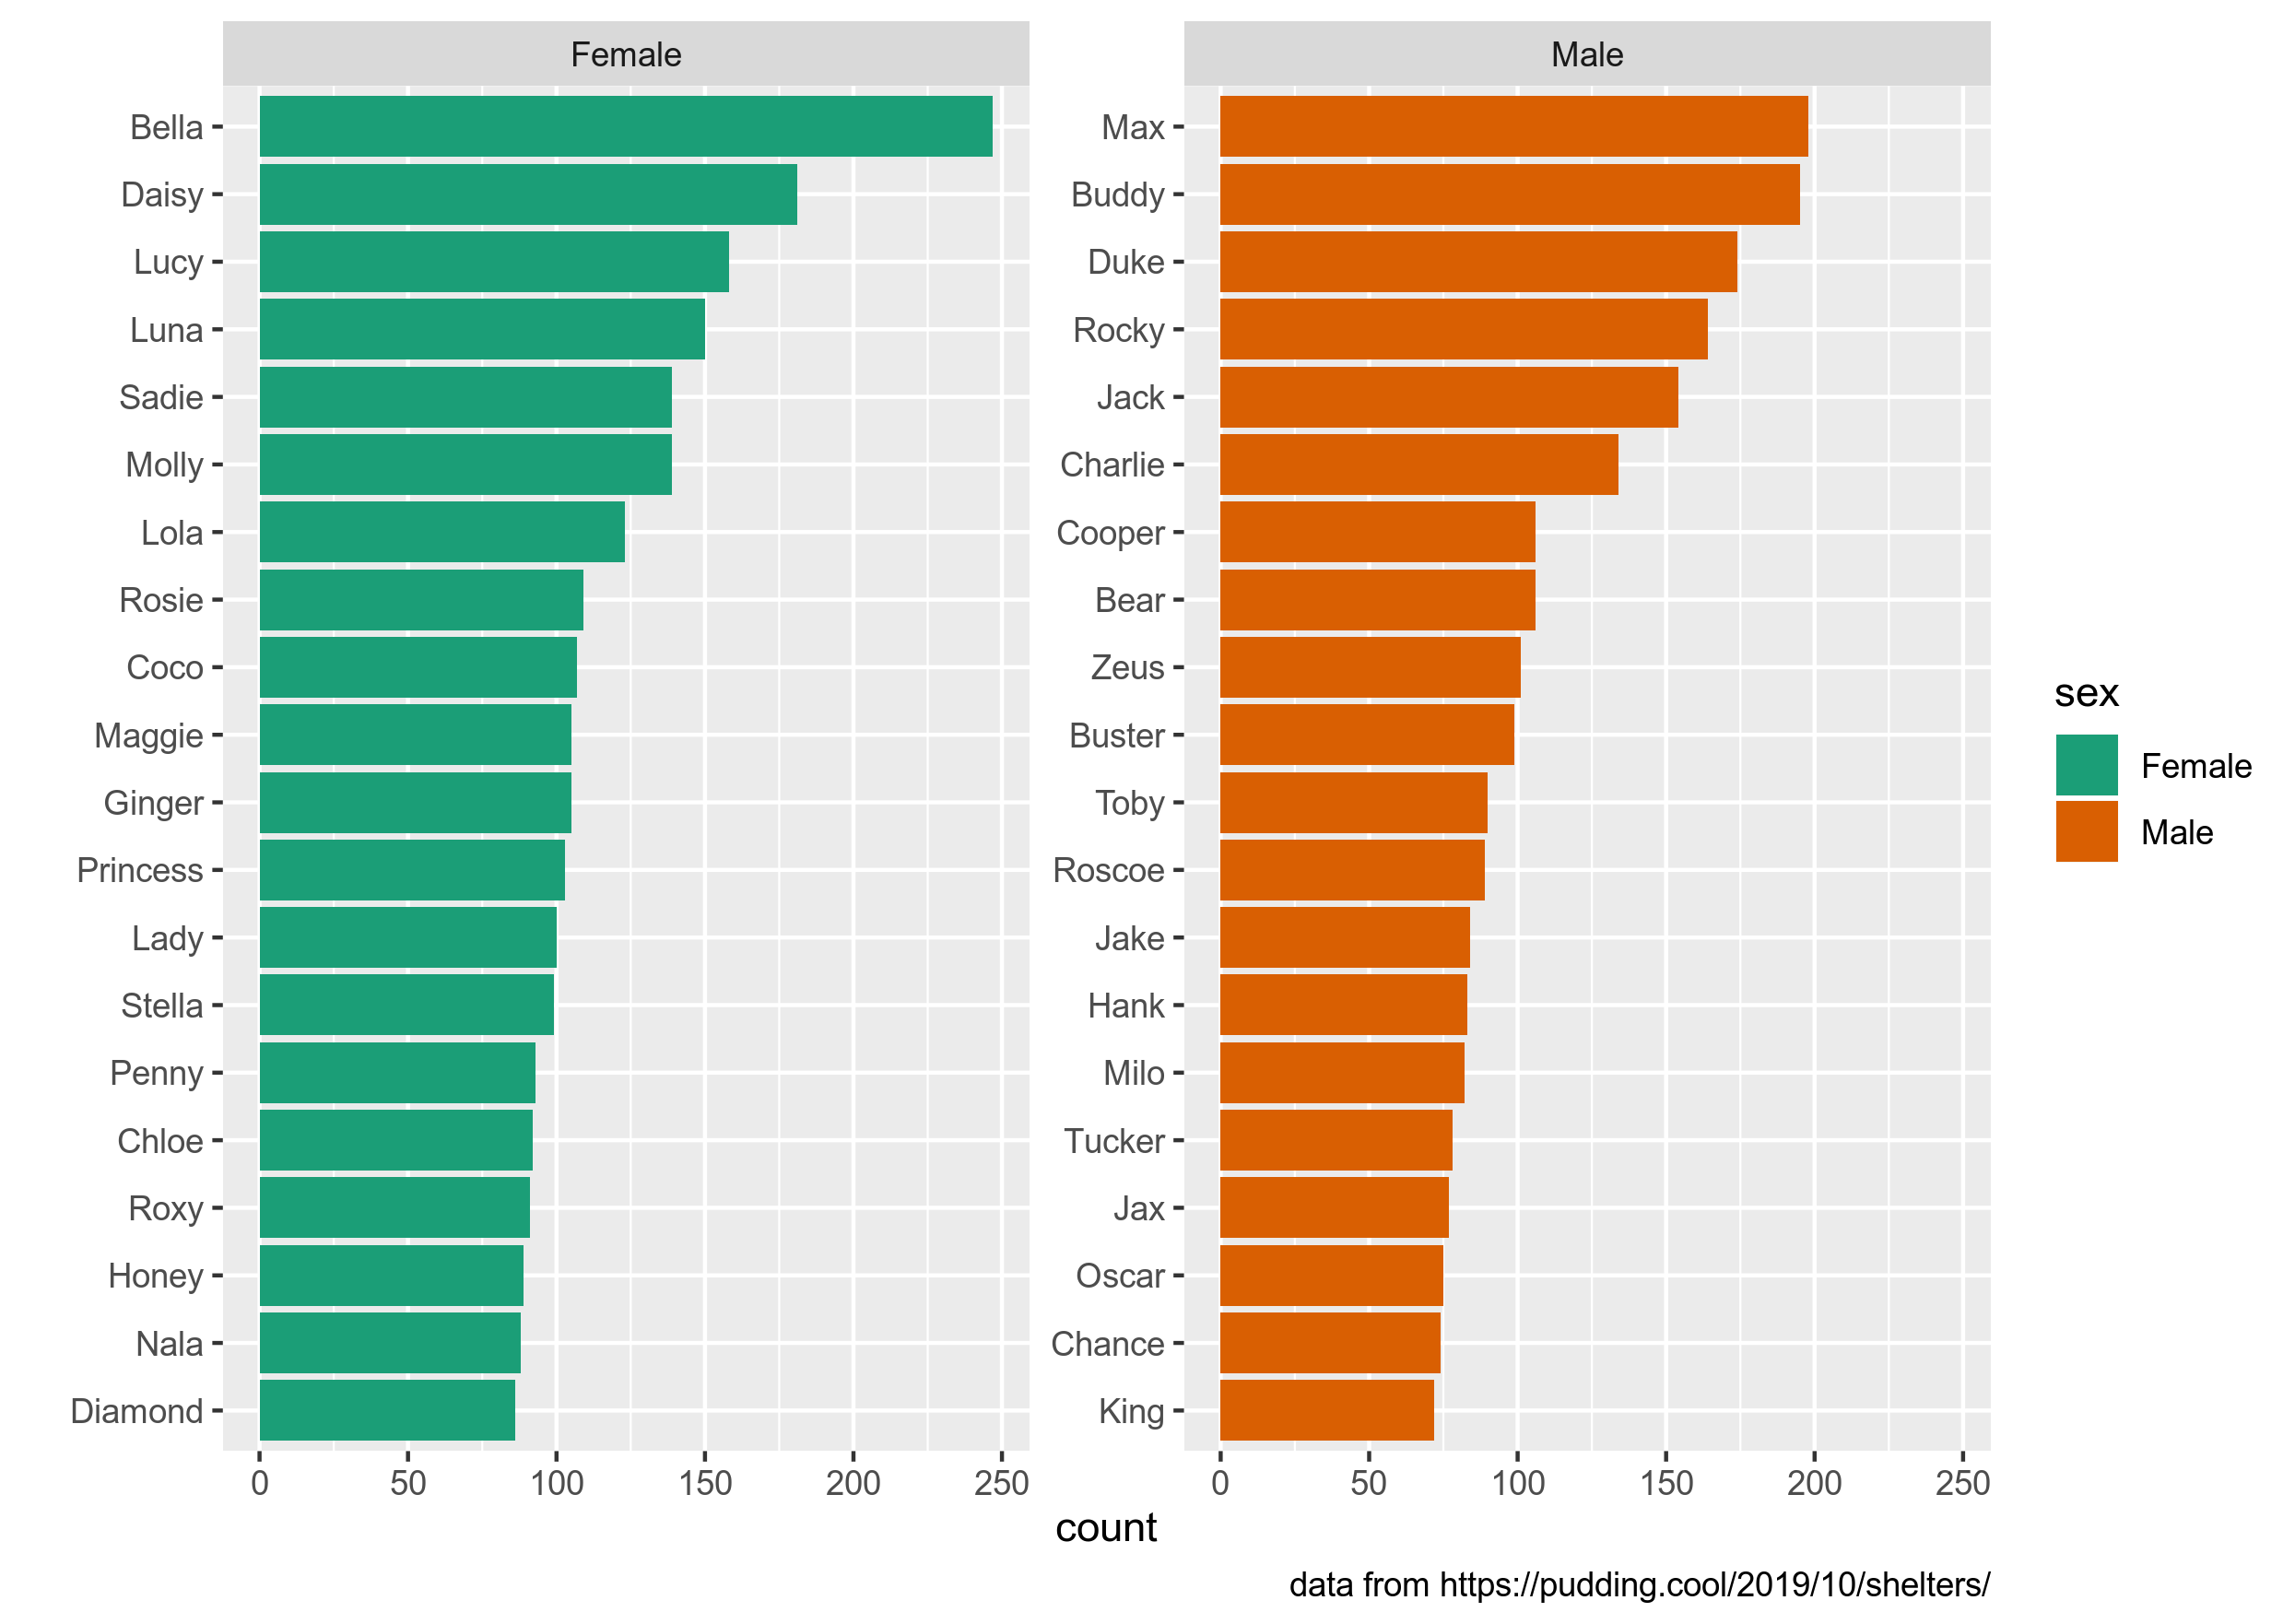 Female
Bella
Daisy
Lucy
Luna
Sadie
Molly
Lola
Rosie
Coco
Maggie
Ginger
Princess
Lady
Stella
Penny
Chloe
Roxy
Honey
Nala
Diamond
0 50 100 150 200 250
Male
Max
Buddy
Duke
Rocky
Jack
Charlie
Cooper
Bear
Zeus
Buster
Toby
Roscoe
Jake
Hank
Milo
Tucker
Jax
Oscar
Chance
King
0 50 100 150 200 250
count
sex
Female
Male
data from https://pudding.cool/2019/10/shelters/